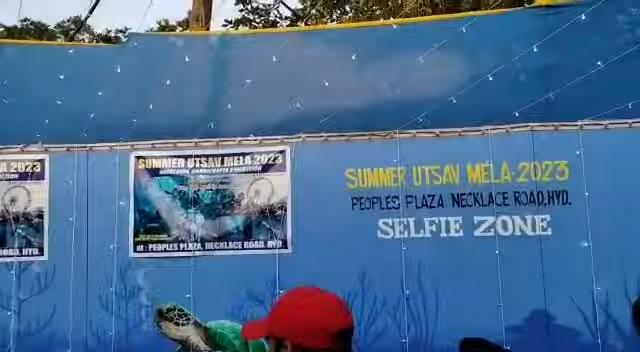 A 2023
SUMMER UTSAV MELA 2023
at : PEOPLES PLAZA, NECKLACE ROAD, HYD
ROAD, HYD
SUMMER UTSAV MELA-2023
PEOPLES PLAZA NECKLACE ROAD,HYD.
SELFIE ZONE